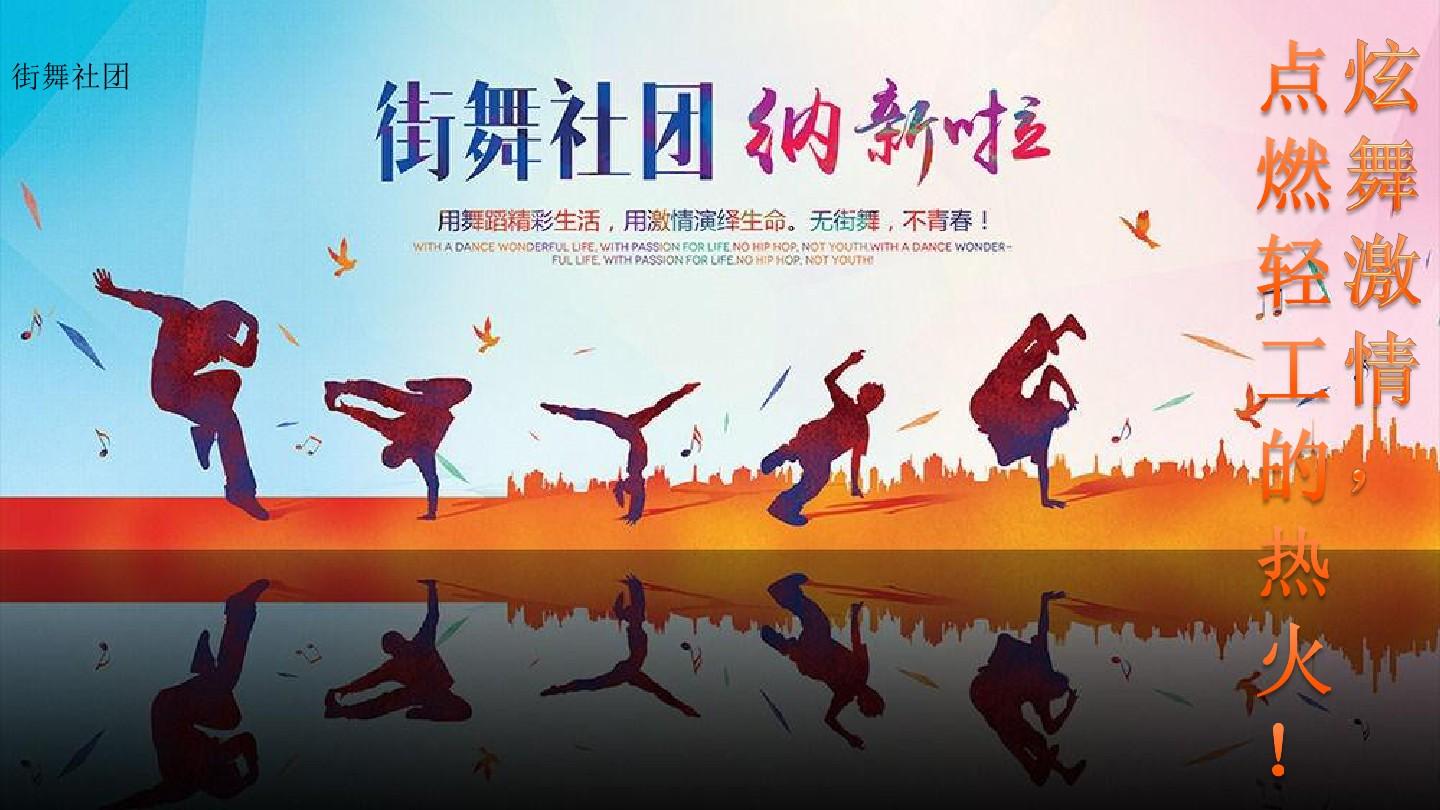 街舞社团
街舞社团 纳新啦
用舞蹈精彩生活，用激情演绎生命。无街舞，不青春！
WITH A DANCE WONDERFUL LIFE, WITH PASSION FOR LIFE,NO HIP HOP, NOT YOUTH,WITH A DANCE WONDER-
FUL LIFE, WITH PASSION FOR LIFE,NO HIP HOP, NOT YOUTH!
炫舞激情，
点燃轻工的热火！